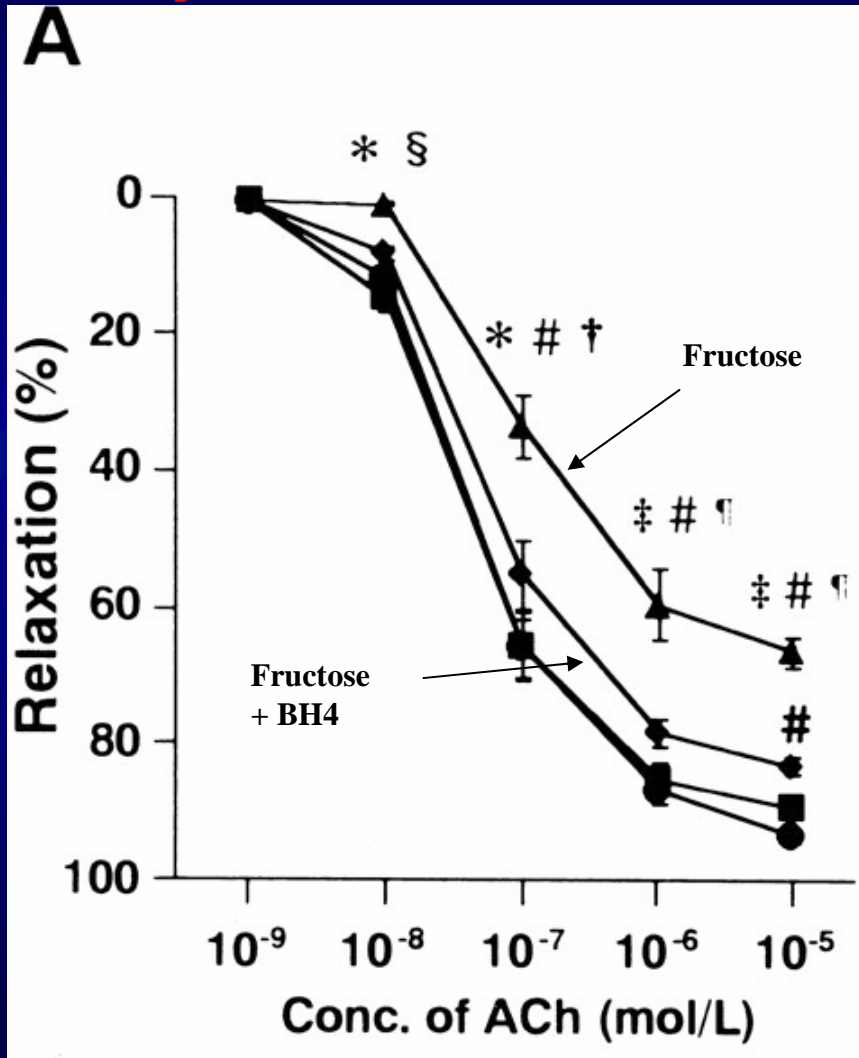 A
* §
0
20
* # †
Fructose
40
‡ # ¶
‡ # ¶
60
Fructose
+ BH4
#
80
100
Relaxation (%)
10⁻⁹ 10⁻⁸ 10⁻⁷ 10⁻⁶ 10⁻⁵
Conc. of ACh (mol/L)